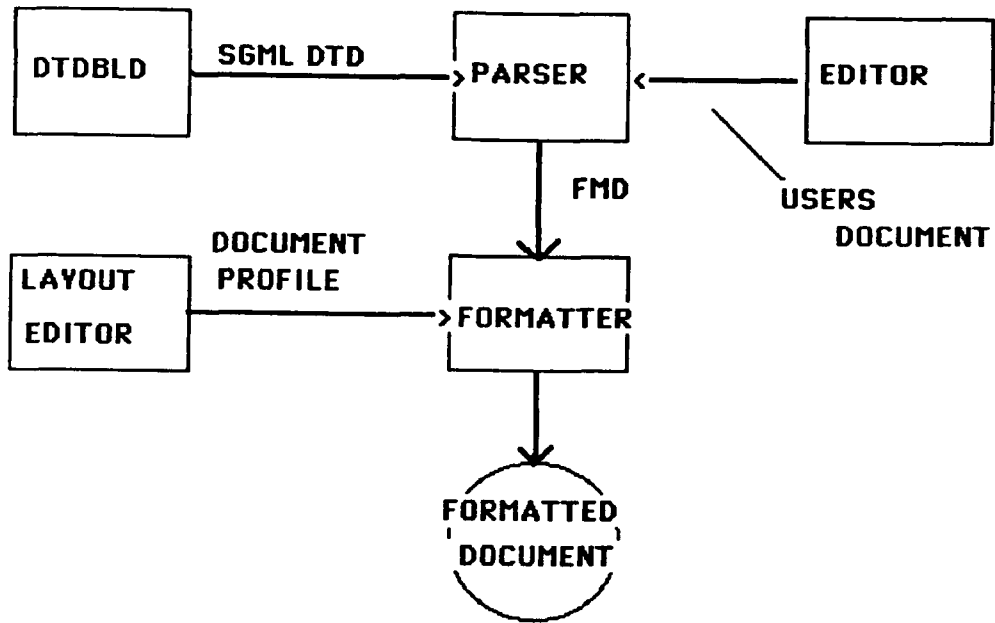 DTDBLD
SGML DTD
PARSER
EDITOR
FMD
USERS
DOCUMENT
DOCUMENT
PROFILE
LAYOUT
EDITOR
FORMATTER
FORMATTED
DOCUMENT